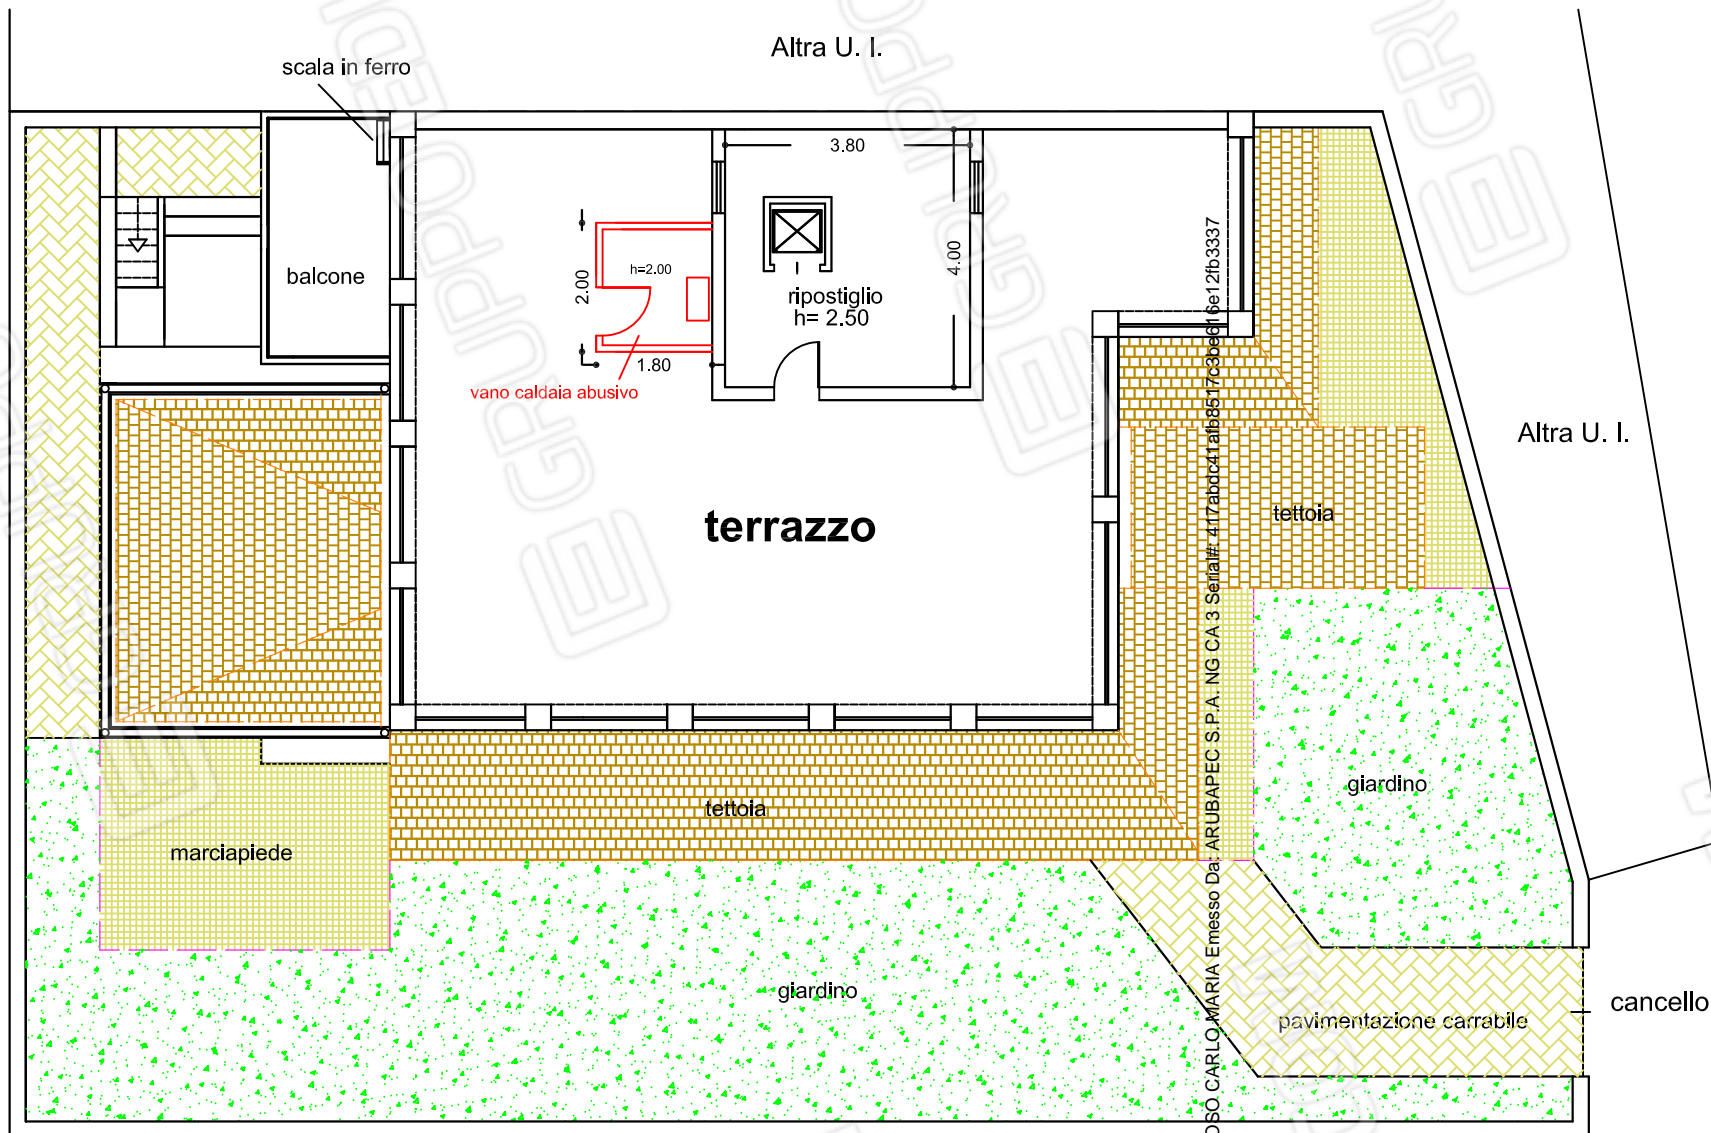 Altra U. I.
scala in ferro
3.80
balcone
2.00
h=2.00
ripostiglio
h= 2.50
4.00
1.80
vano caldaia abusivo
Altra U. I.
terrazzo
tettoia
tettoia
giardino
marciapiede
giardino
pavimentazione carrabile
cancello
OSO CARLO MARIA Emesso Da: ARUBAPEC S.P.A. NG CA 3 Serial#: 417abdc41afb8517c3be616e12fb3337
GRUPPO